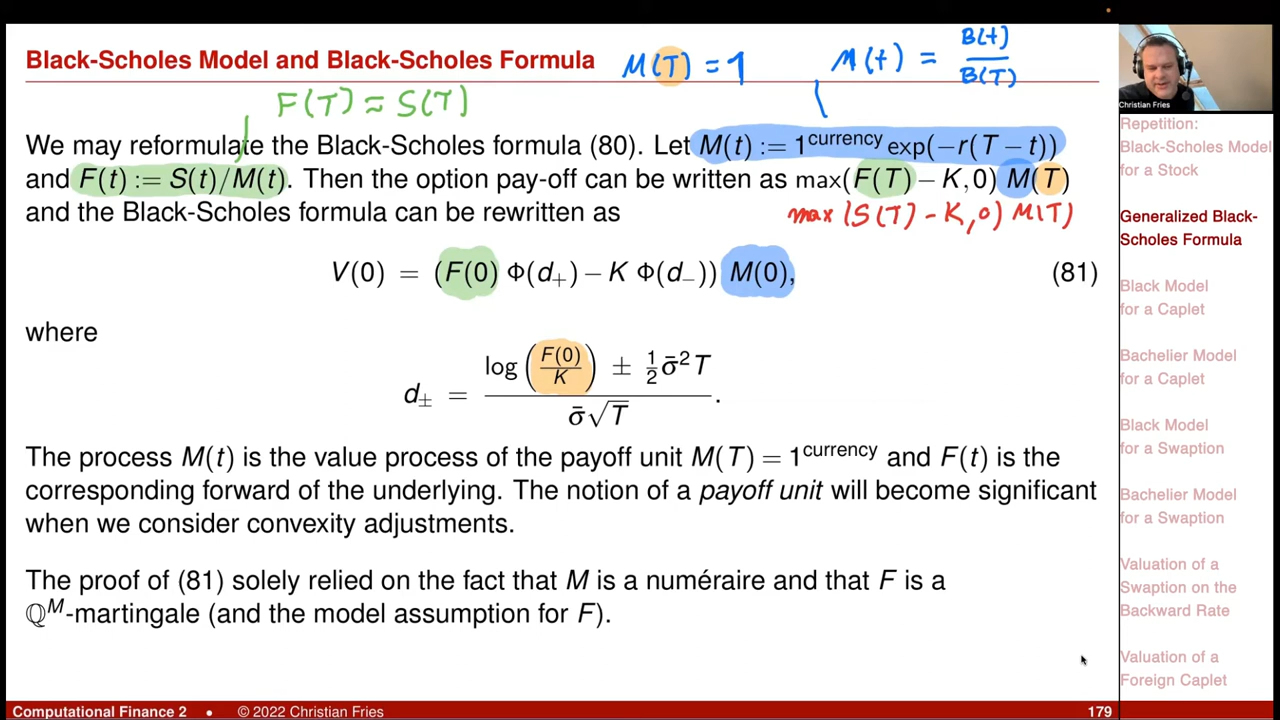 Black-Scholes Model and Black-Scholes Formula
M(T) = 1
M(t) = B(t) / B(T)
F(T) = S(T)
We may reformulate the Black-Scholes formula (80). Let M(t) := 1^currency exp(−r(T − t))
and F(t) := S(t)/M(t). Then the option pay-off can be written as max(F(T) − K, 0) M(T)
and the Black-Scholes formula can be rewritten as
max (S(T) - K, 0) M(T)
V(0) = (F(0) Φ(d₊) − K Φ(d₋)) M(0), (81)
where
d± = (log(F(0)/K) ± ½ σ̄² T) / (σ̄√T).
The process M(t) is the value process of the payoff unit M(T) = 1^currency and F(t) is the
corresponding forward of the underlying. The notion of a payoff unit will become significant
when we consider convexity adjustments.
The proof of (81) solely relied on the fact that M is a numéraire and that F is a
ℚ^M-martingale (and the model assumption for F).
Computational Finance 2 • © 2022 Christian Fries 179
Christian Fries
Repetition:
Black-Scholes Model
for a Stock
Generalized Black-
Scholes Formula
Black Model
for a Caplet
Bachelier Model
for a Caplet
Black Model
for a Swaption
Bachelier Model
for a Swaption
Valuation of a
Swaption on the
Backward Rate
Valuation of a
Foreign Caplet